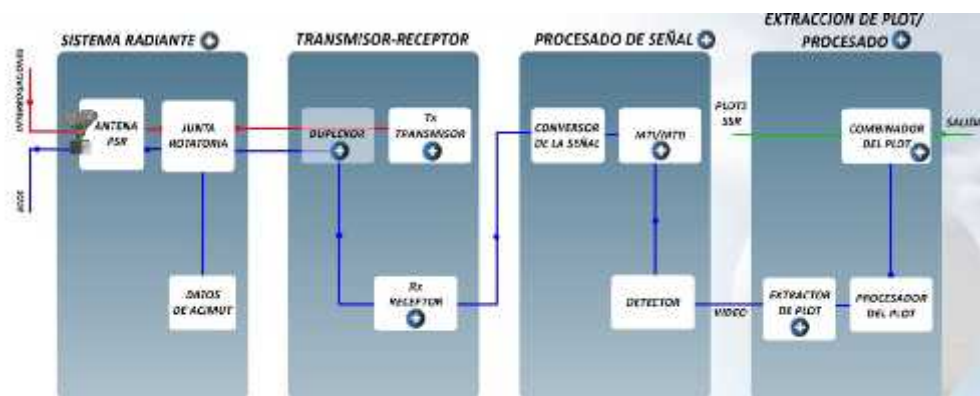 SISTEMA RADIANTE
TRANSMISOR-RECEPTOR
PROCESADO DE SEÑAL
EXTRACCION DE PLOT/
PROCESADO
INTERROGACIONES
ECOS
ANTENA
PSR
JUNTA
ROTATORIA
DATOS
DE ACIMUT
DUPLEXOR
Tx
TRANSMISOR
Rx
RECEPTOR
CONVERSOR
DE LA SEÑAL
MTI/MTD
DETECTOR
PLOTS
SSR
VIDEO
COMBINADOR
DEL PLOT
SALIDA
EXTRACTOR
DE PLOT
PROCESADOR
DEL PLOT